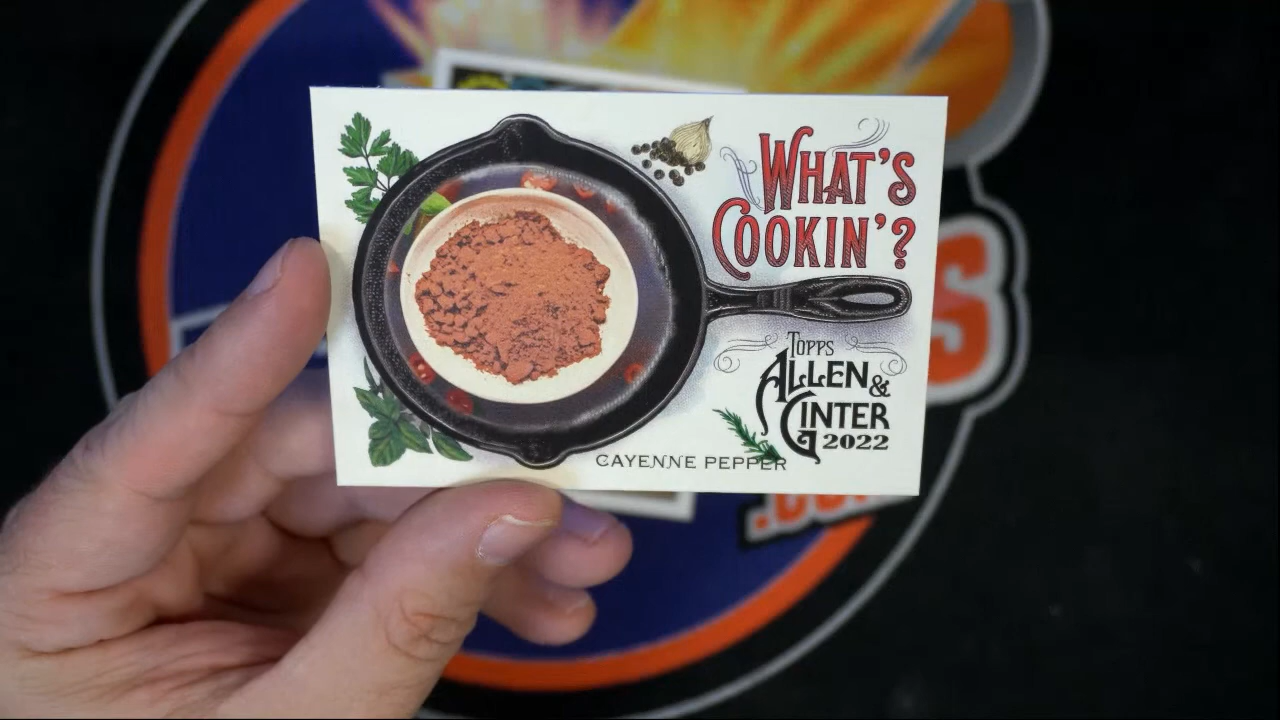 WHAT'S
COOKIN'?
TOPPS
ALLEN &
GINTER
2022
CAYENNE PEPPER